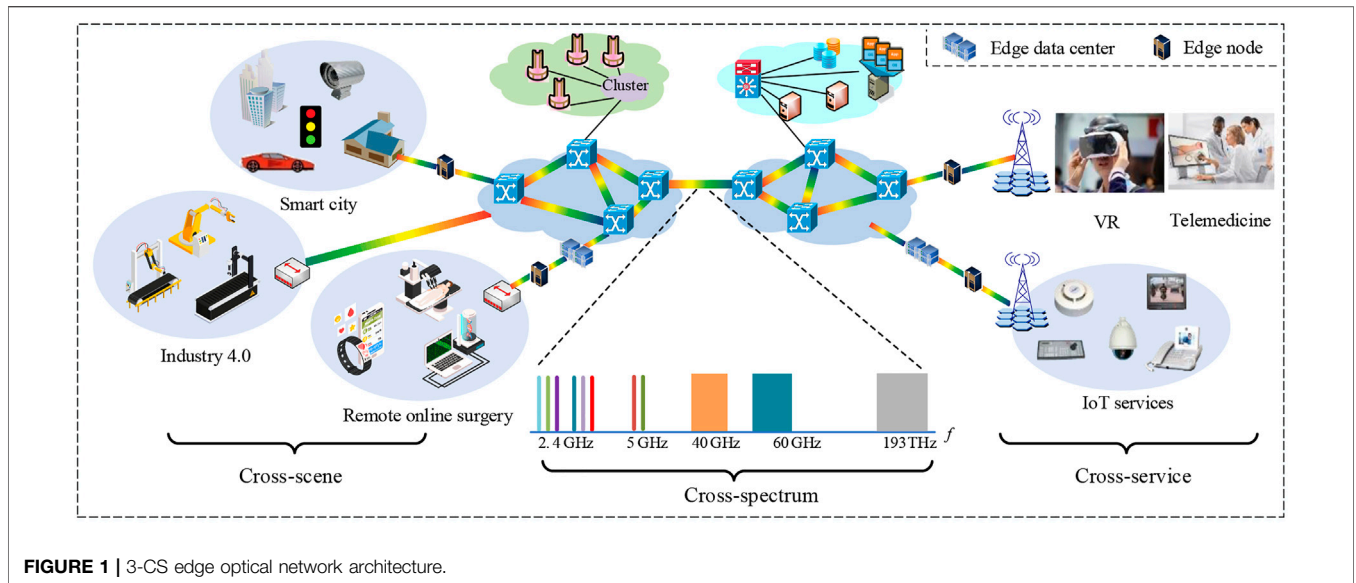 Edge data center
Edge node
Cluster
Smart city
VR
Telemedicine
Industry 4.0
Remote online surgery
IoT services
2.4 GHz
5 GHz
40 GHz
60 GHz
193 THz
f
Cross-scene
Cross-spectrum
Cross-service
FIGURE 1 | 3-CS edge optical network architecture.